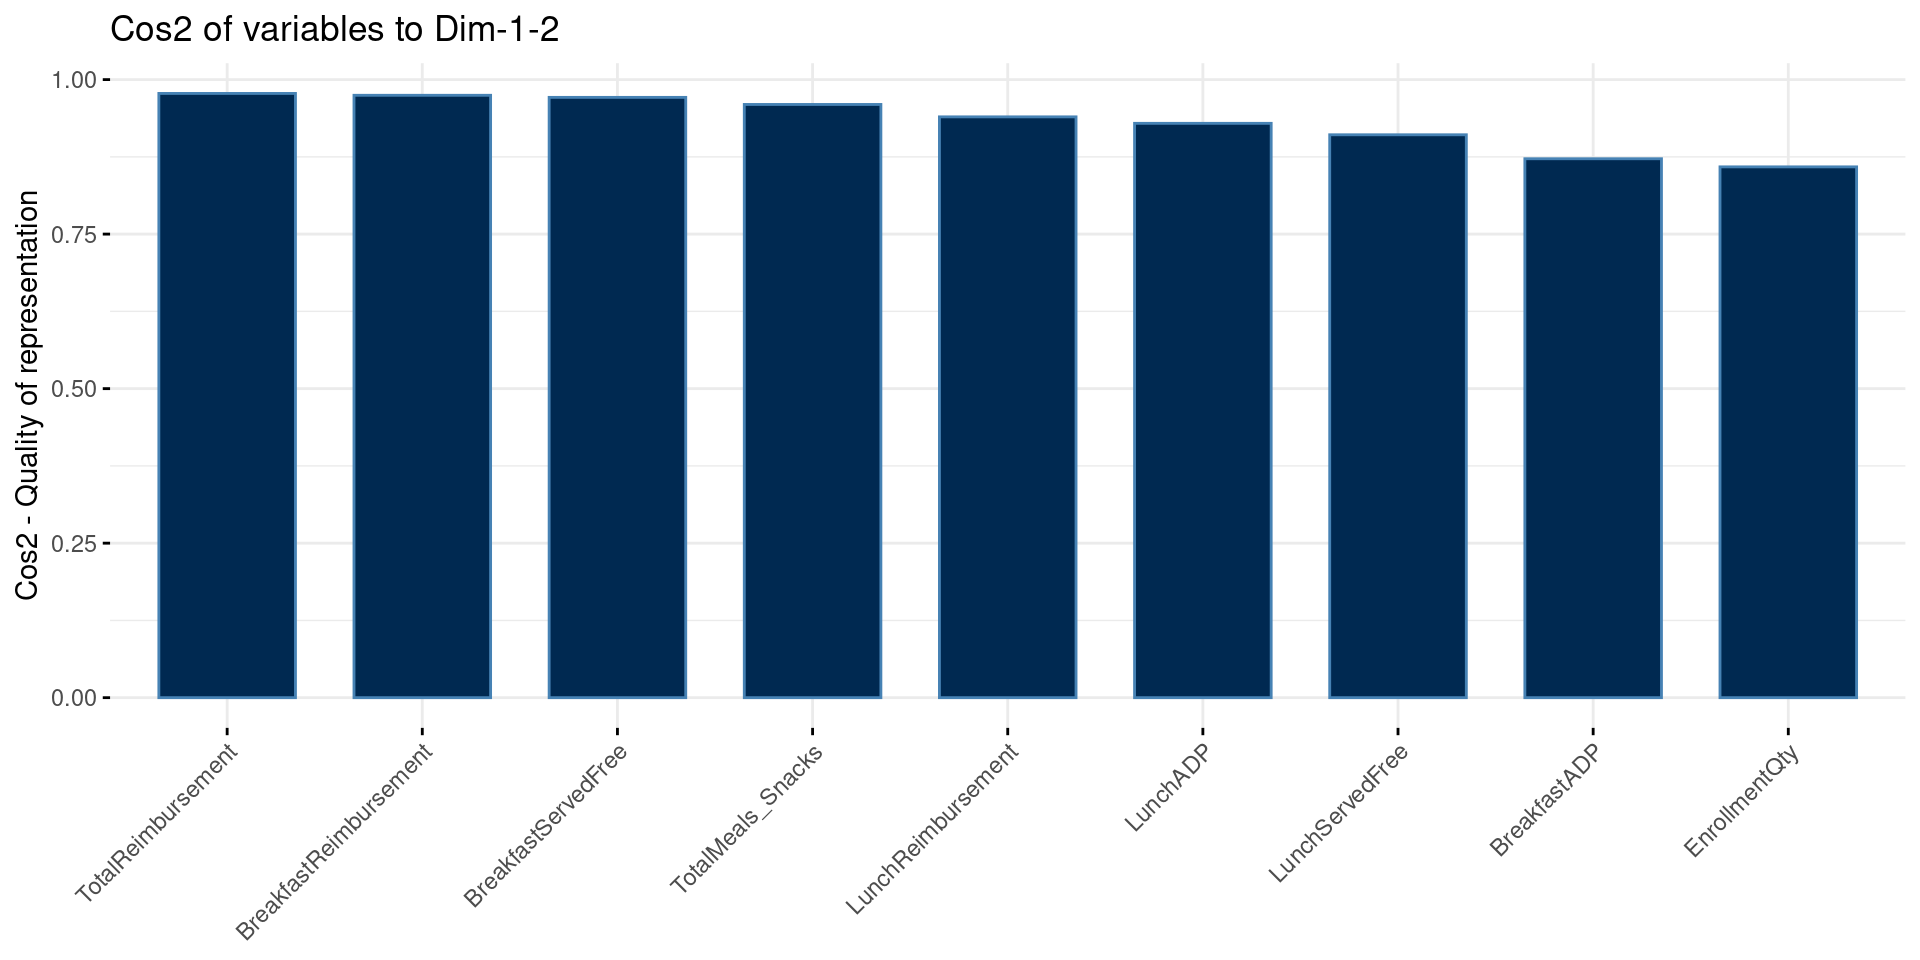 Cos2 of variables to Dim-1-2
Cos2 - Quality of representation
1.00
0.75
0.50
0.25
0.00
TotalReimbursement
BreakfastReimbursement
BreakfastServedFree
TotalMeals_Snacks
LunchReimbursement
LunchADP
LunchServedFree
BreakfastADP
EnrollmentQty